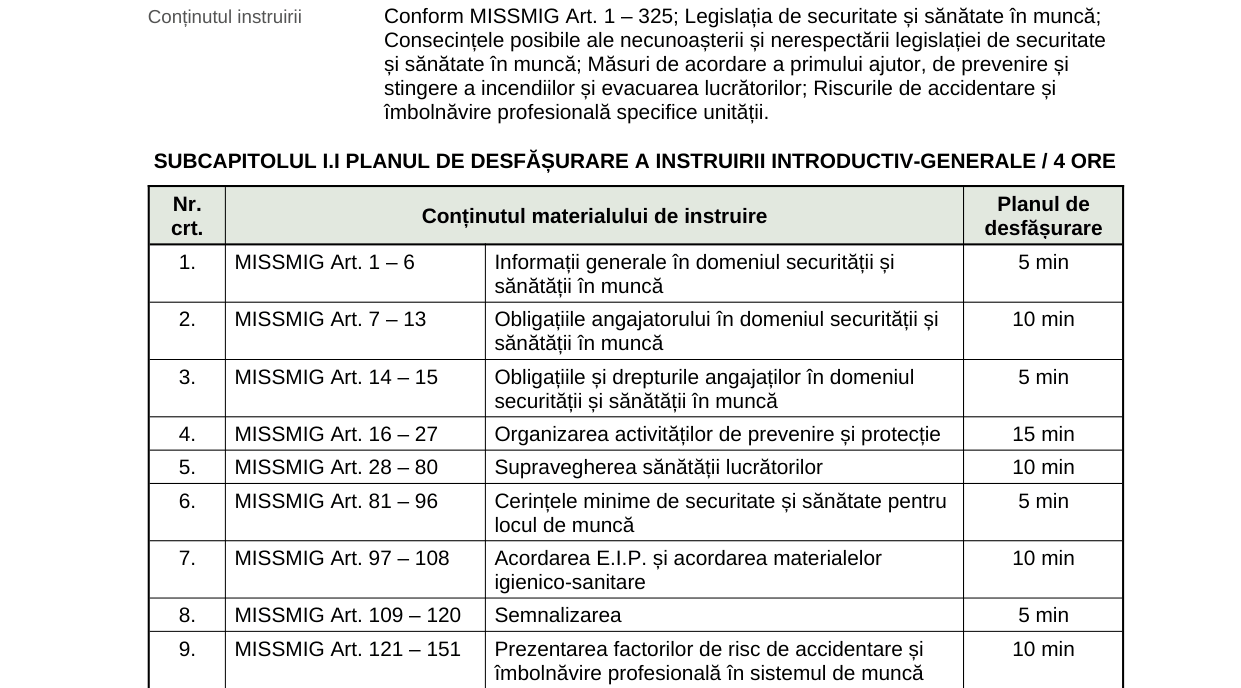 Conținutul instruirii
Conform MISSMIG Art. 1 – 325; Legislația de securitate și sănătate în muncă;
Consecințele posibile ale necunoașterii și nerespectării legislației de securitate
și sănătate în muncă; Măsuri de acordare a primului ajutor, de prevenire și
stingere a incendiilor și evacuarea lucrătorilor; Riscurile de accidentare și
îmbolnăvire profesională specifice unității.
SUBCAPITOLUL I.I PLANUL DE DESFĂȘURARE A INSTRUIRII INTRODUCTIV-GENERALE / 4 ORE
Nr.
crt.
Conținutul materialului de instruire
Planul de
desfășurare
1.
MISSMIG Art. 1 – 6
Informații generale în domeniul securității și
sănătății în muncă
5 min
2.
MISSMIG Art. 7 – 13
Obligațiile angajatorului în domeniul securității și
sănătății în muncă
10 min
3.
MISSMIG Art. 14 – 15
Obligațiile și drepturile angajaților în domeniul
securității și sănătății în muncă
5 min
4.
MISSMIG Art. 16 – 27
Organizarea activităților de prevenire și protecție
15 min
5.
MISSMIG Art. 28 – 80
Supravegherea sănătății lucrătorilor
10 min
6.
MISSMIG Art. 81 – 96
Cerințele minime de securitate și sănătate pentru
locul de muncă
5 min
7.
MISSMIG Art. 97 – 108
Acordarea E.I.P. și acordarea materialelor
igienico-sanitare
10 min
8.
MISSMIG Art. 109 – 120
Semnalizarea
5 min
9.
MISSMIG Art. 121 – 151
Prezentarea factorilor de risc de accidentare și
îmbolnăvire profesională în sistemul de muncă
10 min